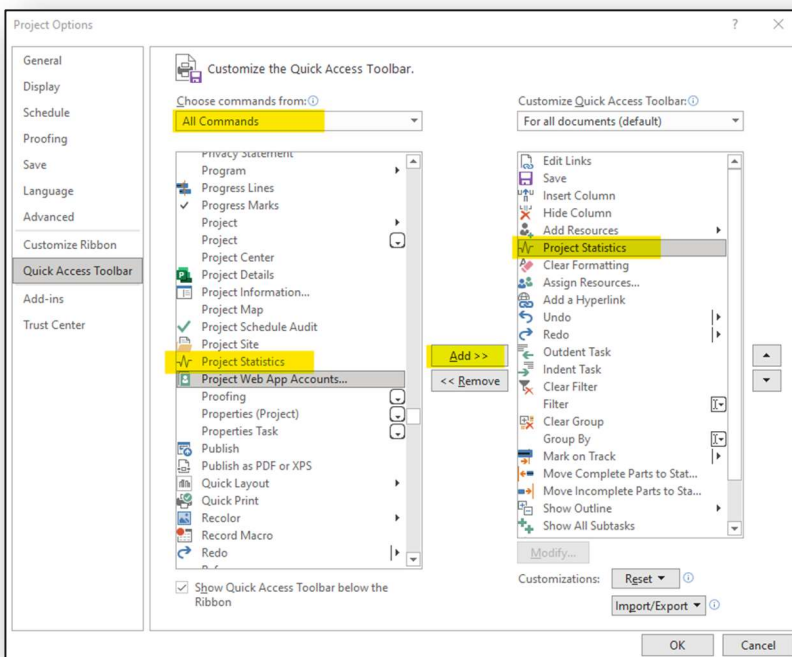 Project Options
?
General
Display
Schedule
Proofing
Save
Language
Advanced
Customize Ribbon
Quick Access Toolbar
Add-ins
Trust Center
Customize the Quick Access Toolbar.
Choose commands from:
All Commands
Privacy Statement
Program
Progress Lines
Progress Marks
Project
Project
Project Center
Project Details
Project Information...
Project Map
Project Schedule Audit
Project Site
Project Statistics
Project Web App Accounts...
Proofing
Properties (Project)
Properties Task
Publish
Publish as PDF or XPS
Quick Layout
Quick Print
Recolor
Record Macro
Redo
Show Quick Access Toolbar below the
Ribbon
Add >>
<< Remove
Customize Quick Access Toolbar:
For all documents (default)
Edit Links
Save
Insert Column
Hide Column
Add Resources
Project Statistics
Clear Formatting
Assign Resources...
Add a Hyperlink
Undo
Redo
Outdent Task
Indent Task
Clear Filter
Filter
Clear Group
Group By
Mark on Track
Move Complete Parts to Stat...
Move Incomplete Parts to Sta...
Show Outline
Show All Subtasks
Modify...
Customizations:
Reset
Import/Export
OK
Cancel